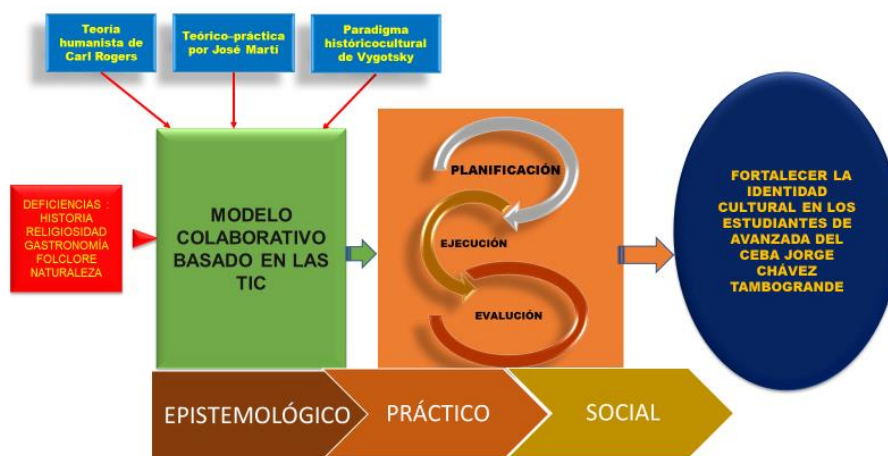 Teoría
humanista de
Carl Rogers
Teórico–práctica
por José Martí
Paradigma
históricocultural
de Vygotsky
DEFICIENCIAS :
HISTORIA
RELIGIOSIDAD
GASTRONOMÍA
FOLCLORE
NATURALEZA
MODELO
COLABORATIVO
BASADO EN LAS
TIC
PLANIFICACIÓN
EJECUCIÓN
EVALUCIÓN
FORTALECER LA
IDENTIDAD
CULTURAL EN LOS
ESTUDIANTES DE
AVANZADA DEL
CEBA JORGE
CHÁVEZ
TAMBOGRANDE
EPISTEMOLÓGICO
PRÁCTICO
SOCIAL